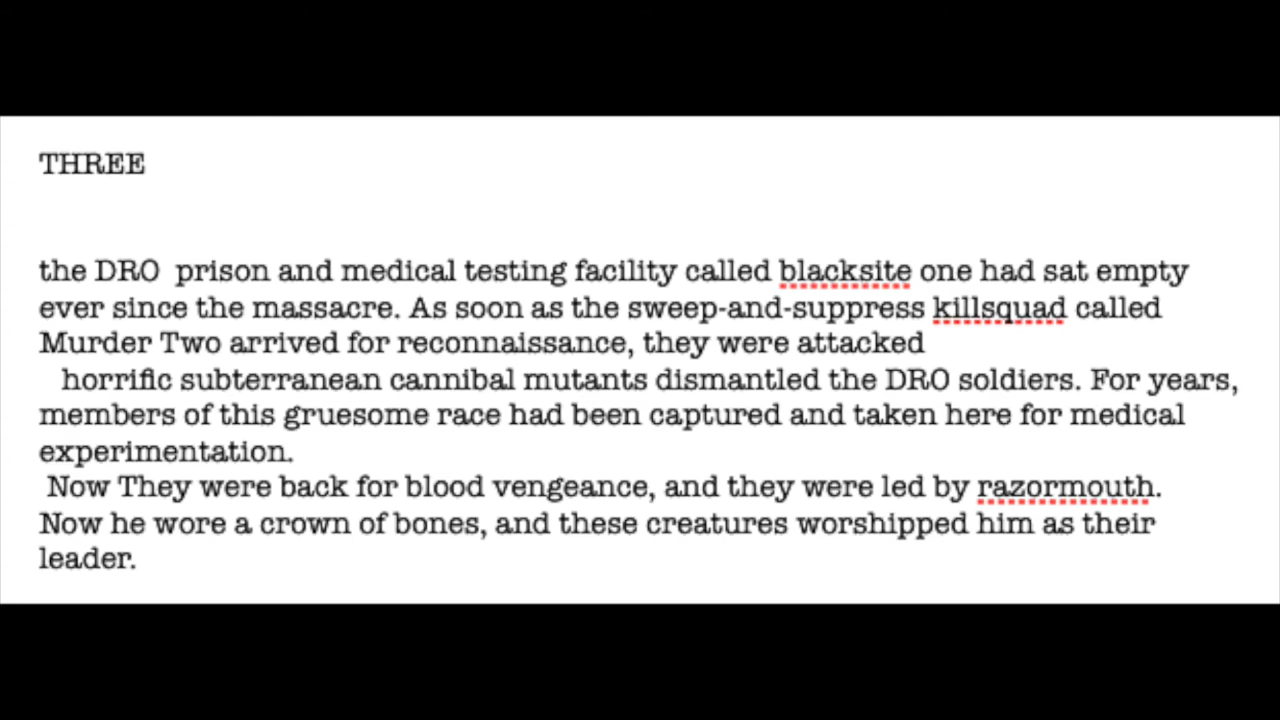 THREE
the DRO  prison and medical testing facility called blacksite one had sat empty
ever since the massacre. As soon as the sweep-and-suppress killsquad called
Murder Two arrived for reconnaissance, they were attacked
horrific subterranean cannibal mutants dismantled the DRO soldiers. For years,
members of this gruesome race had been captured and taken here for medical
experimentation.
Now They were back for blood vengeance, and they were led by razormouth.
Now he wore a crown of bones, and these creatures worshipped him as their
leader.